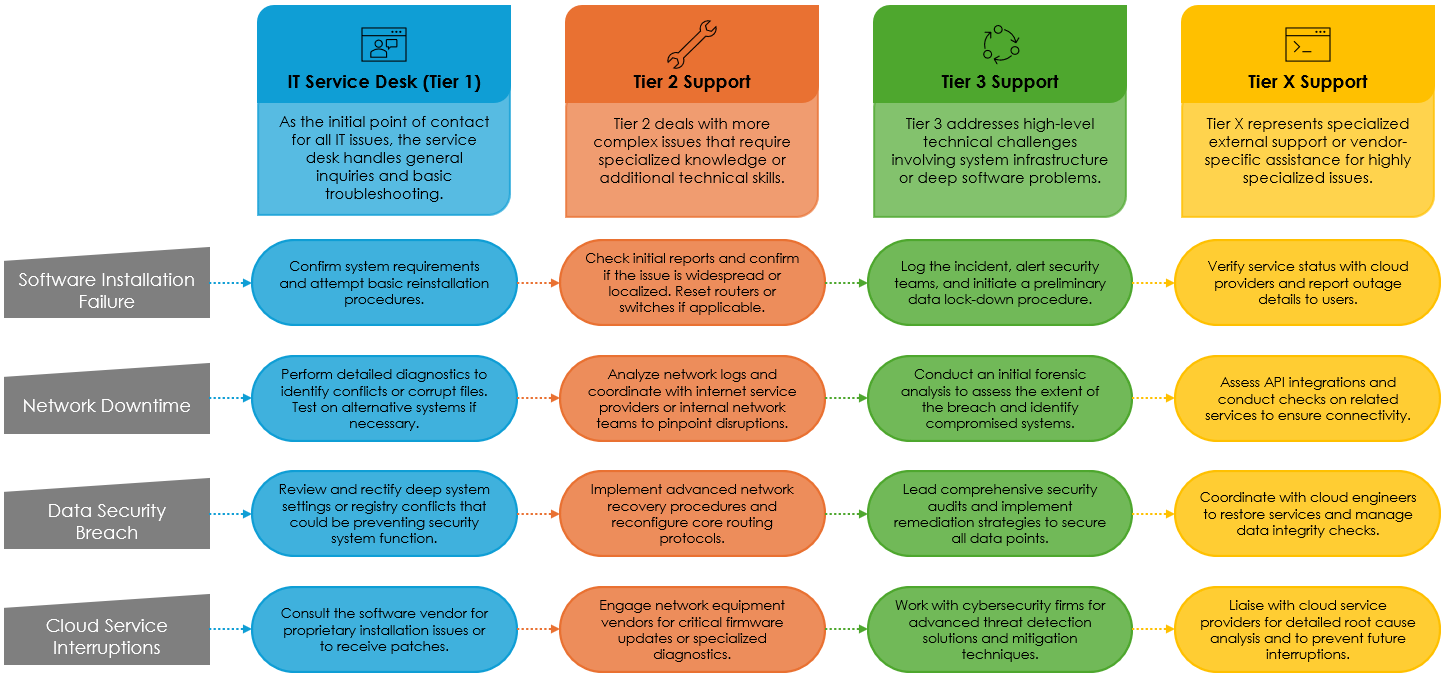 IT Service Desk (Tier 1)
As the initial point of contact
for all IT issues, the service
desk handles general
inquiries and basic
troubleshooting.
Tier 2 Support
Tier 2 deals with more
complex issues that require
specialized knowledge or
additional technical skills.
Tier 3 Support
Tier 3 addresses high-level
technical challenges
involving system infrastructure
or deep software problems.
Tier X Support
Tier X represents specialized
external support or vendor-
specific assistance for highly
specialized issues.
Software Installation
Failure
Confirm system requirements
and attempt basic reinstallation
procedures.
Check initial reports and confirm
if the issue is widespread or
localized. Reset routers or
switches if applicable.
Log the incident, alert security
teams, and initiate a preliminary
data lock-down procedure.
Verify service status with cloud
providers and report outage
details to users.
Network Downtime
Perform detailed diagnostics to
identify conflicts or corrupt files.
Test on alternative systems if
necessary.
Analyze network logs and
coordinate with internet service
providers or internal network
teams to pinpoint disruptions.
Conduct an initial forensic
analysis to assess the extent of
the breach and identify
compromised systems.
Assess API integrations and
conduct checks on related
services to ensure connectivity.
Data Security
Breach
Review and rectify deep system
settings or registry conflicts that
could be preventing security
system function.
Implement advanced network
recovery procedures and
reconfigure core routing
protocols.
Lead comprehensive security
audits and implement
remediation strategies to secure
all data points.
Coordinate with cloud engineers
to restore services and manage
data integrity checks.
Cloud Service
Interruptions
Consult the software vendor for
proprietary installation issues or
to receive patches.
Engage network equipment
vendors for critical firmware
updates or specialized
diagnostics.
Work with cybersecurity firms for
advanced threat detection
solutions and mitigation
techniques.
Liaise with cloud service
providers for detailed root cause
analysis and to prevent future
interruptions.